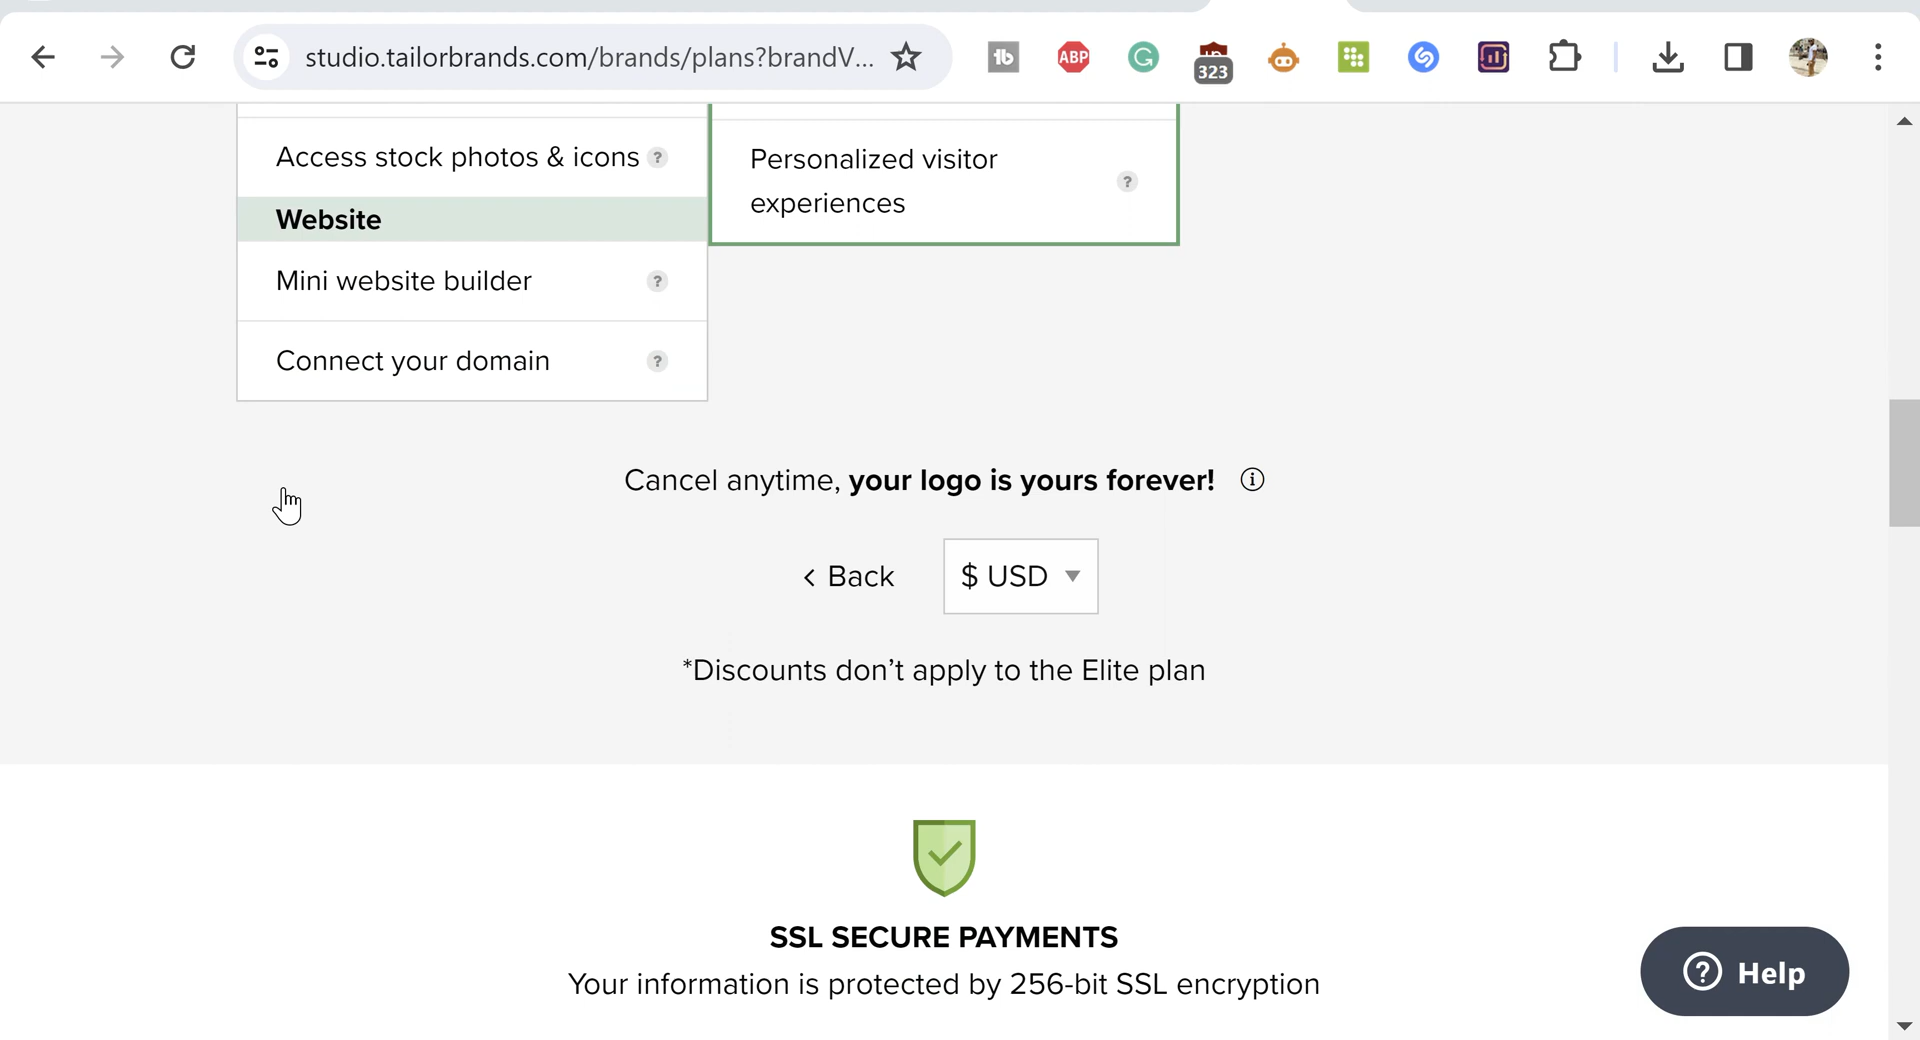 studio.tailorbrands.com/brands/plans?brandV...
1b
ABP
G
323
Access stock photos & icons ?
Website
Mini website builder ?
Connect your domain ?
Personalized visitor
experiences
?
Cancel anytime, your logo is yours forever! i
< Back
$ USD
*Discounts don’t apply to the Elite plan
SSL SECURE PAYMENTS
Your information is protected by 256-bit SSL encryption
? Help